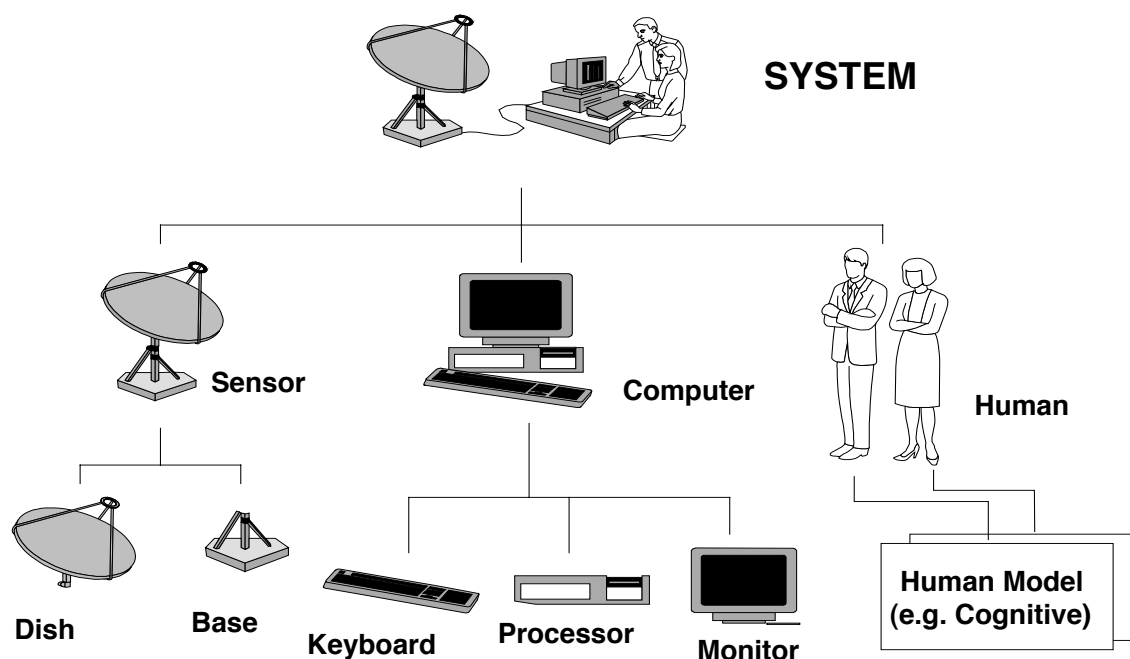 SYSTEM
Sensor
Computer
Human
Dish
Base
Keyboard
Processor
Monitor
Human Model
(e.g. Cognitive)